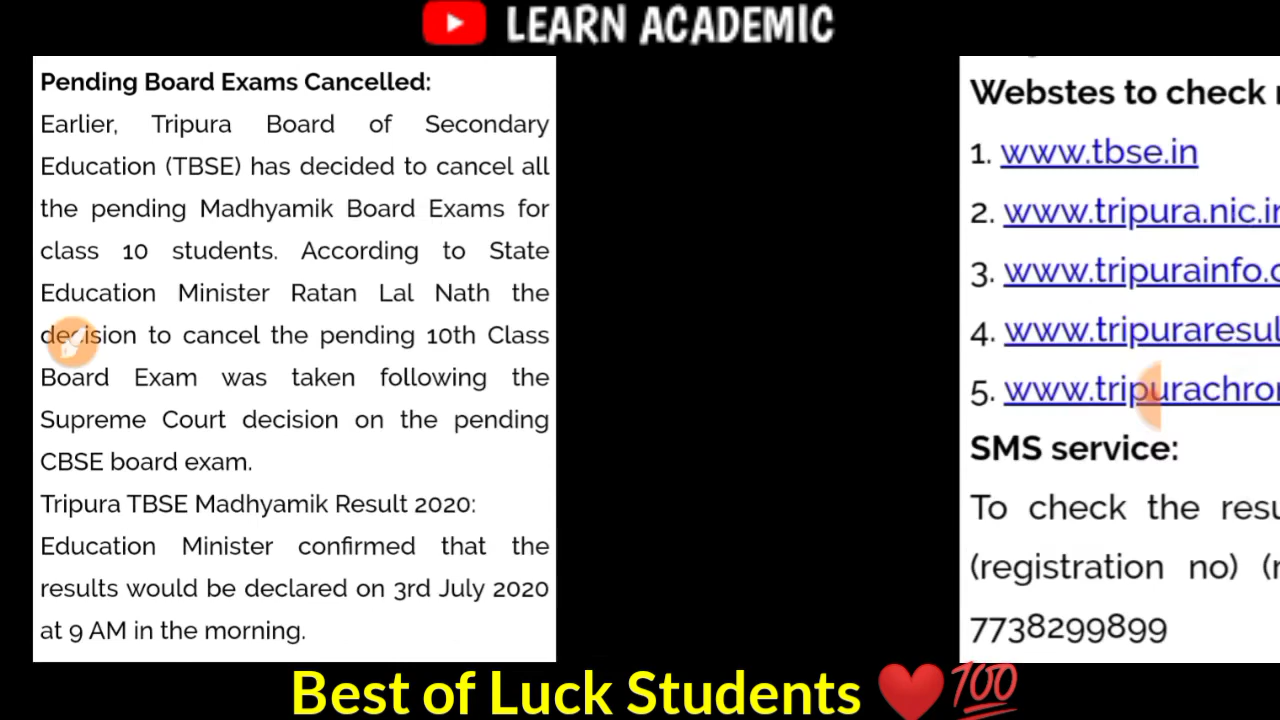 LEARN ACADEMIC
Pending Board Exams Cancelled:
Earlier, Tripura Board of Secondary
Education (TBSE) has decided to cancel all
the pending Madhyamik Board Exams for
class 10 students. According to State
Education Minister Ratan Lal Nath the
decision to cancel the pending 10th Class
Board Exam was taken following the
Supreme Court decision on the pending
CBSE board exam.
Tripura TBSE Madhyamik Result 2020:
Education Minister confirmed that the
results would be declared on 3rd July 2020
at 9 AM in the morning.
Webstes to check
1. www.tbse.in
2. www.tripura.nic.in
3. www.tripurainfo.
4. www.tripuraresul
5. www.tripurachro
SMS service:
To check the resu
(registration no) (
7738299899
Best of Luck Students ❤️💯